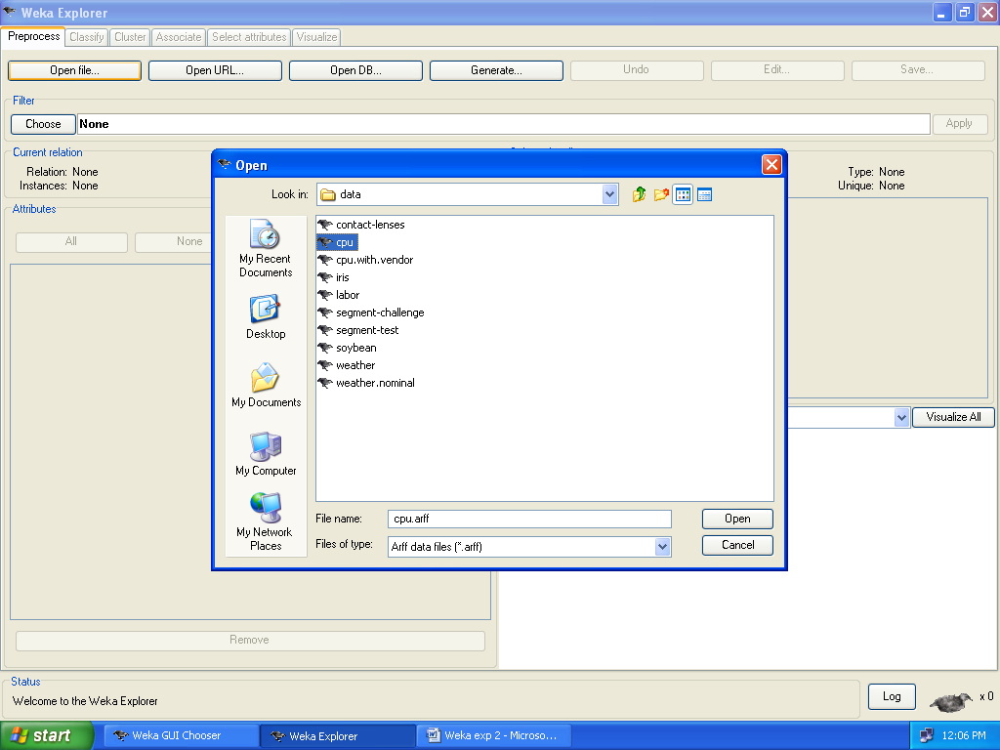 Weka Explorer
Preprocess Classify Cluster Associate Select attributes Visualize
Open file... Open URL... Open DB... Generate... Undo Edit... Save...
Filter
Choose None Apply
Current relation
Relation: None
Instances: None
Type: None
Unique: None
Attributes
All None
Open
Look in: data
My Recent
Documents
Desktop
My Documents
My Computer
My Network
Places
contact-lenses
cpu
cpu.with.vendor
iris
labor
segment-challenge
segment-test
soybean
weather
weather.nominal
File name: cpu.arff Open
Files of type: Arff data files (*.arff) Cancel
Visualize All
Remove
Status
Welcome to the Weka Explorer
Log x 0
start Weka GUI Chooser Weka Explorer Weka exp 2 - Microso... 12:06 PM